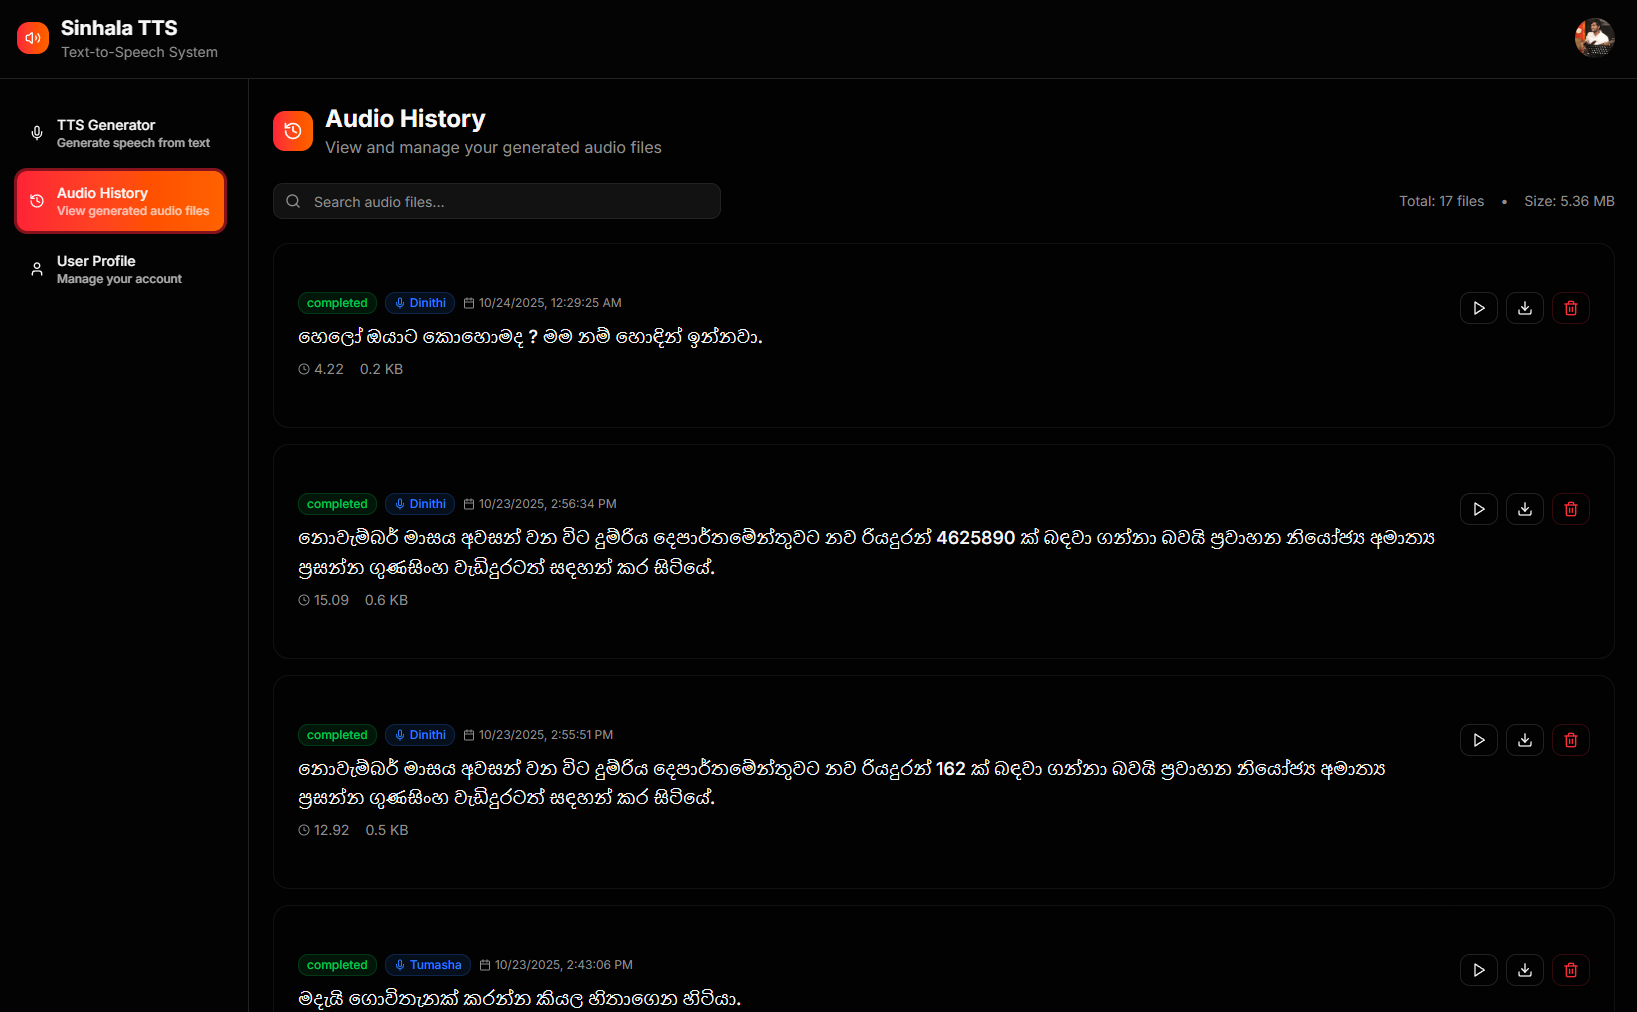 Sinhala TTS
Text-to-Speech System
TTS Generator
Generate speech from text
Audio History
View generated audio files
User Profile
Manage your account
Audio History
View and manage your generated audio files
Search audio files...
Total: 17 files • Size: 5.36 MB
completed Dinithi 10/24/2025, 12:29:25 AM
හෙලෝ ඔයාට කොහොමද ? මම නම් හොඳින් ඉන්නවා.
4.22 0.2 KB
completed Dinithi 10/23/2025, 2:56:34 PM
නොවැම්බර් මාසය අවසන් වන විට දුම්රිය දෙපාර්තමේන්තුවට නව රියදුරන් 4625890 ක් බඳවා ගන්නා බවයි ප්‍රවාහන නියෝජ්‍ය අමාත්‍ය
ප්‍රසන්න ගුණසිංහ වැඩිදුරටත් සඳහන් කර සිටියේ.
15.09 0.6 KB
completed Dinithi 10/23/2025, 2:55:51 PM
නොවැම්බර් මාසය අවසන් වන විට දුම්රිය දෙපාර්තමේන්තුවට නව රියදුරන් 162 ක් බඳවා ගන්නා බවයි ප්‍රවාහන නියෝජ්‍ය අමාත්‍ය
ප්‍රසන්න ගුණසිංහ වැඩිදුරටත් සඳහන් කර සිටියේ.
12.92 0.5 KB
completed Tumasha 10/23/2025, 2:43:06 PM
මදැයි ගොවිතැනක් කරන්න කියල හිතාගෙන හිටියා.